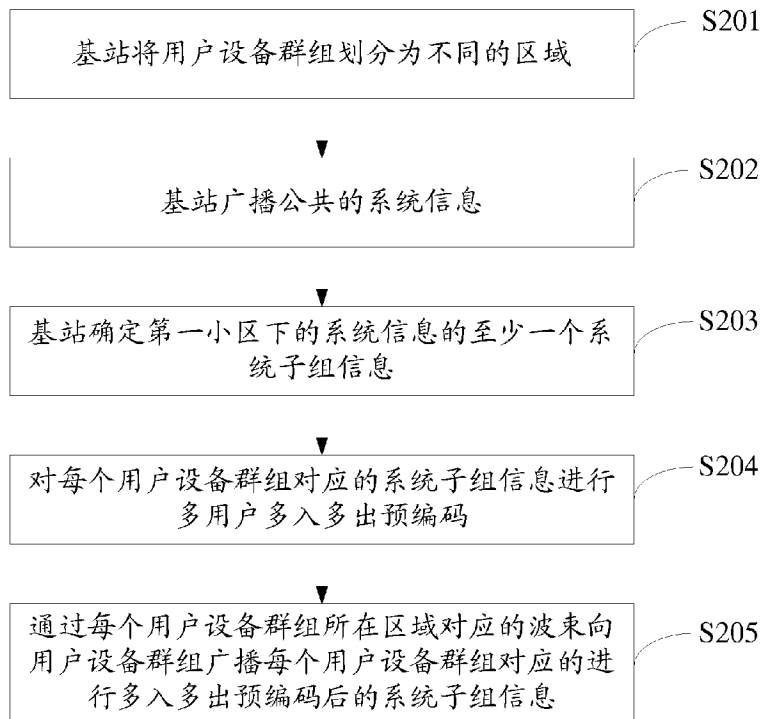 S201
基站将用户设备群组划分为不同的区域
S202
基站广播公共的系统信息
S203
基站确定第一小区下的系统信息的至少一个系
统子组信息
S204
对每个用户设备群组对应的系统子组信息进行
多用户多入多出预编码
S205
通过每个用户设备群组所在区域对应的波束向
用户设备群组广播每个用户设备群组对应的进
行多入多出预编码后的系统子组信息